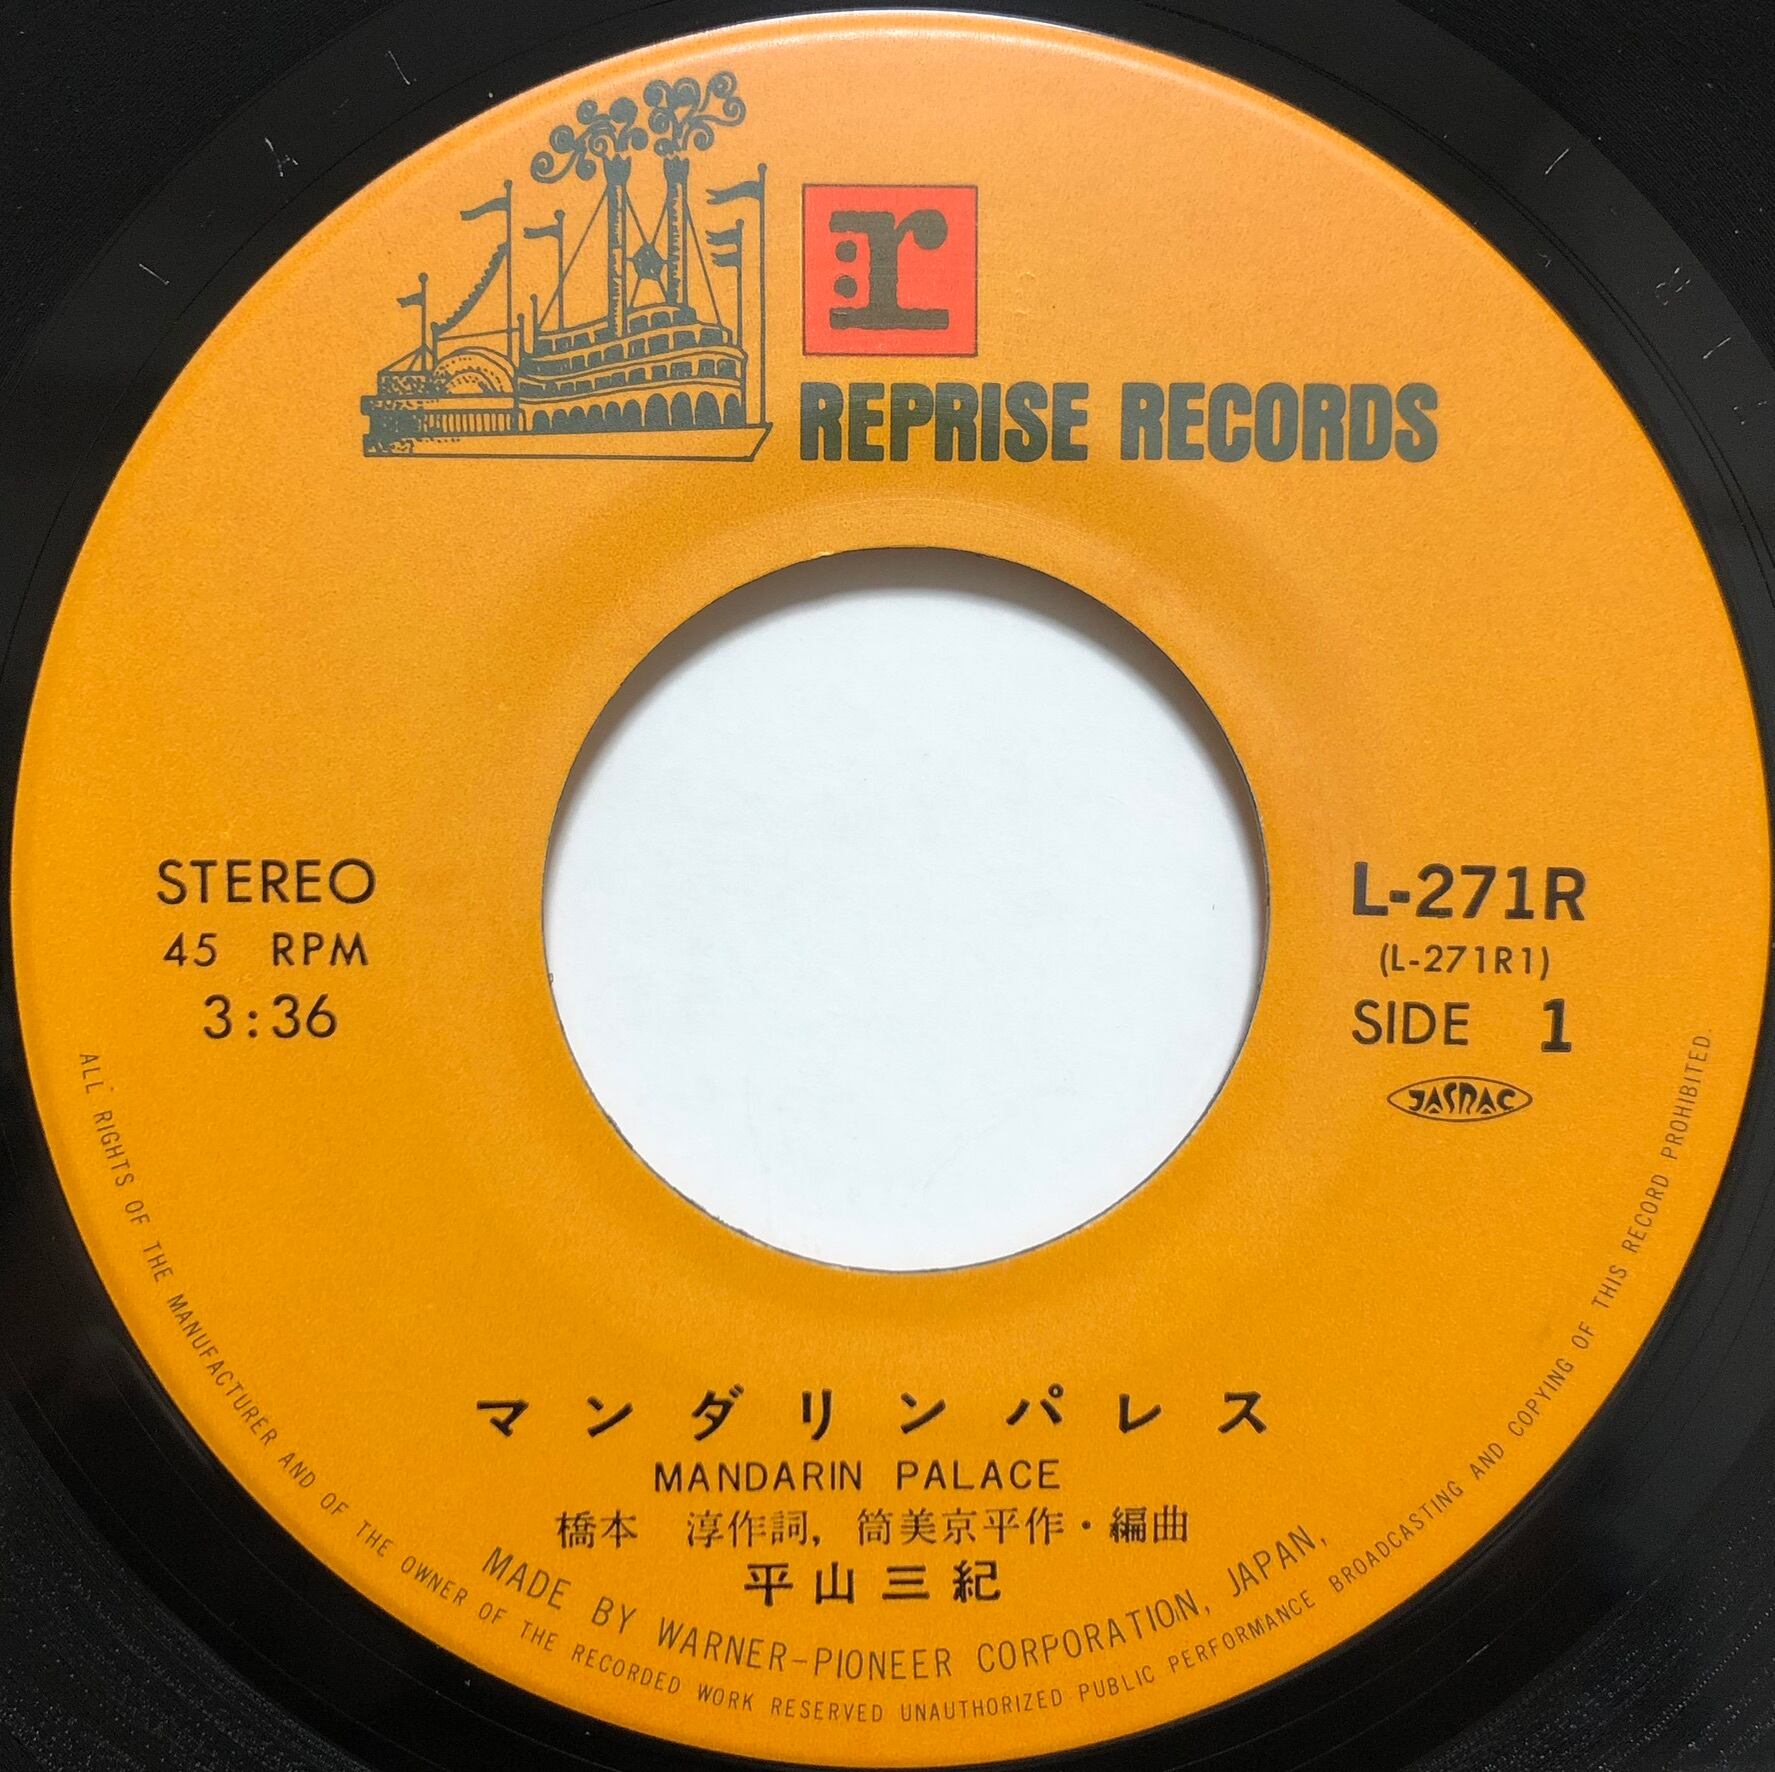 r
REPRISE RECORDS
STEREO
45 RPM
3:36
L-271R
(L-271R1)
SIDE 1
JASRAC
マンダリンパレス
MANDARIN PALACE
橋本 淳作詞, 筒美京平作・編曲
平山三紀
MADE BY WARNER-PIONEER CORPORATION, JAPAN,
ALL RIGHTS OF THE MANUFACTURER AND OF THE OWNER OF THE RECORDED WORK RESERVED UNAUTHORIZED PUBLIC PERFORMANCE BROADCASTING AND COPYING OF THIS RECORD PROHIBITED.